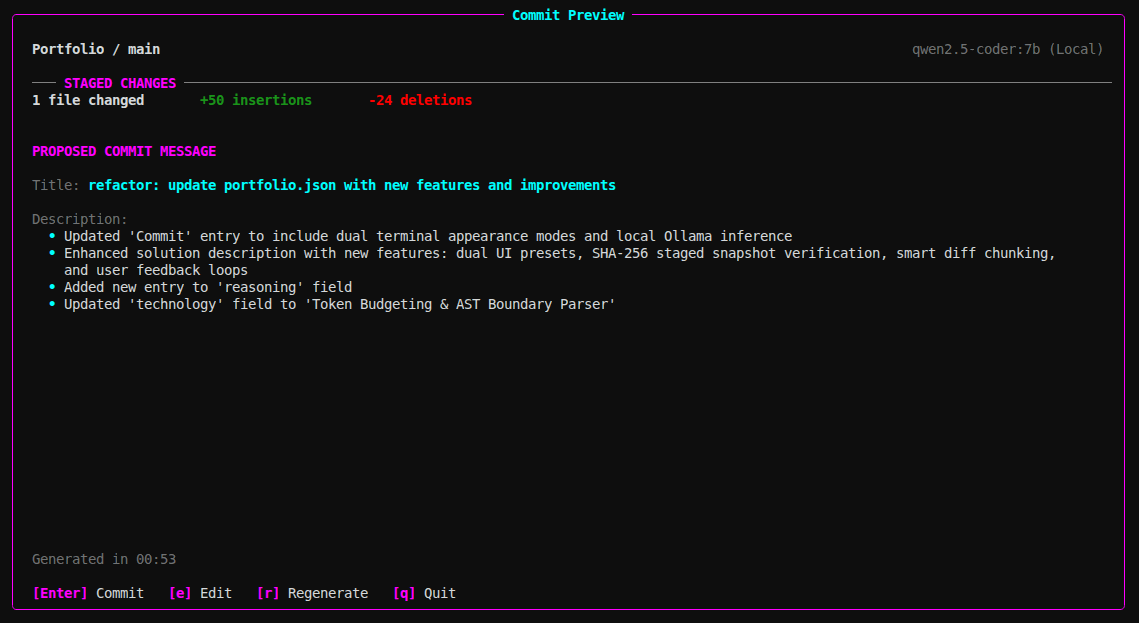 Commit Preview
Portfolio / main qwen2.5-coder:7b (Local)
STAGED CHANGES
1 file changed +50 insertions -24 deletions
PROPOSED COMMIT MESSAGE
Title: refactor: update portfolio.json with new features and improvements
Description:
• Updated 'Commit' entry to include dual terminal appearance modes and local Ollama inference
• Enhanced solution description with new features: dual UI presets, SHA-256 staged snapshot verification, smart diff chunking,
and user feedback loops
• Added new entry to 'reasoning' field
• Updated 'technology' field to 'Token Budgeting & AST Boundary Parser'
Generated in 00:53
[Enter] Commit [e] Edit [r] Regenerate [q] Quit